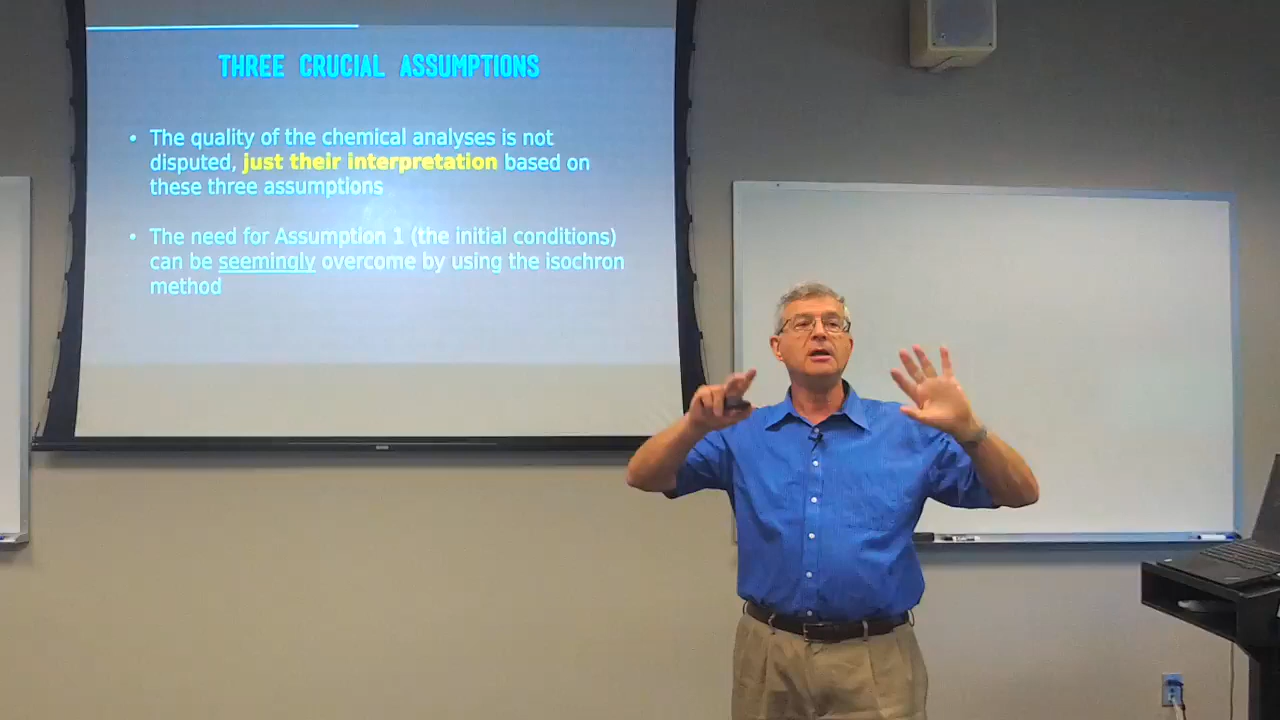 THREE CRUCIAL ASSUMPTIONS
• The quality of the chemical analyses is not
disputed, just their interpretation based on
these three assumptions
• The need for Assumption 1 (the initial conditions)
can be seemingly overcome by using the isochron
method